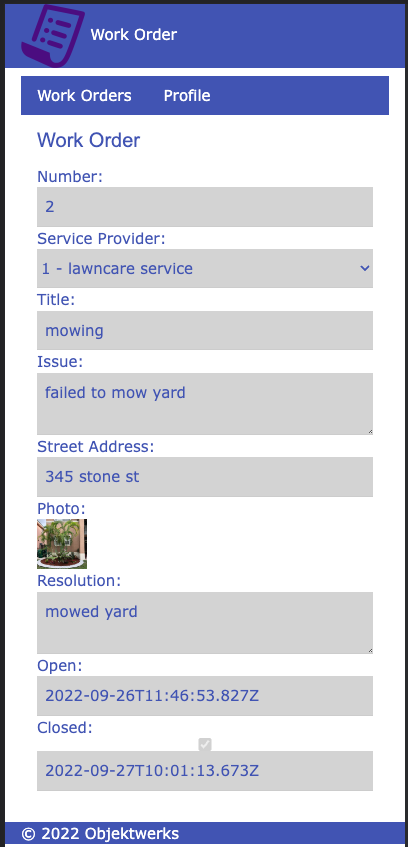 Work Order
Work Orders Profile
Work Order
Number:
2
Service Provider:
1 - lawncare service
Title:
mowing
Issue:
failed to mow yard
Street Address:
345 stone st
Photo:
Resolution:
mowed yard
Open:
2022-09-26T11:46:53.827Z
Closed:
2022-09-27T10:01:13.673Z
© 2022 Objektwerks